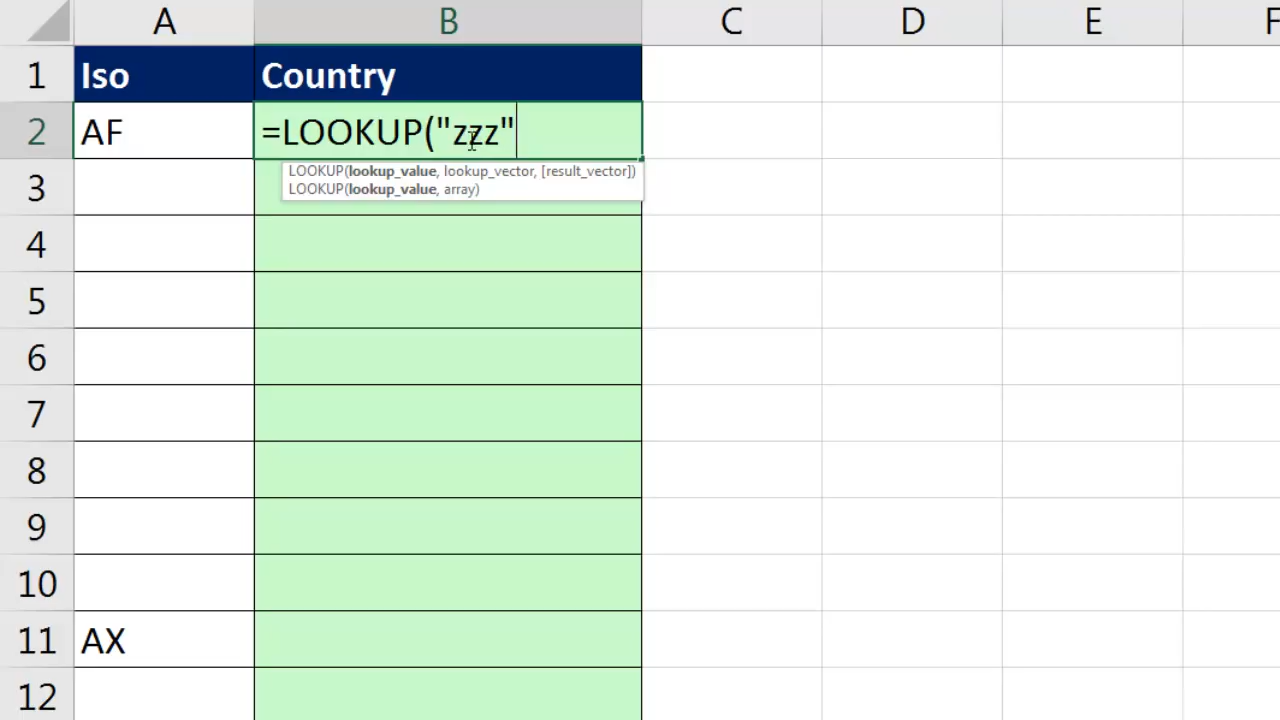 A B C D E F
1 Iso Country
2 AF =LOOKUP("zzz"
LOOKUP(lookup_value, lookup_vector, [result_vector])
3 LOOKUP(lookup_value, array)
4
5
6
7
8
9
10
11 AX
12